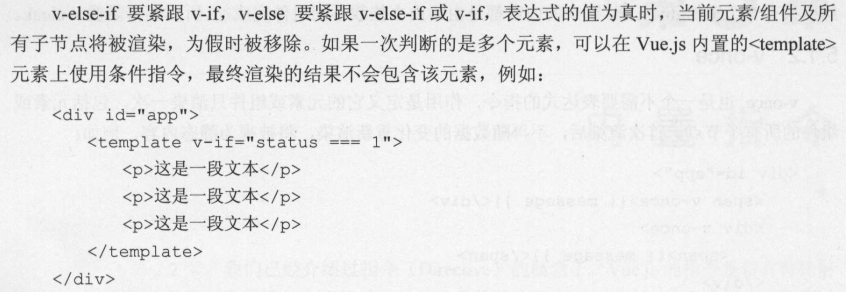 v-else-if 要紧跟 v-if，v-else 要紧跟 v-else-if 或 v-if，表达式的值为真时，当前元素/组件及所
有子节点将被渲染，为假时被移除。如果一次判断的是多个元素，可以在 Vue.js 内置的<template>
元素上使用条件指令，最终渲染的结果不会包含该元素，例如：
<div id="app">
<template v-if="status === 1">
<p>这是一段文本</p>
<p>这是一段文本</p>
<p>这是一段文本</p>
</template>
</div>